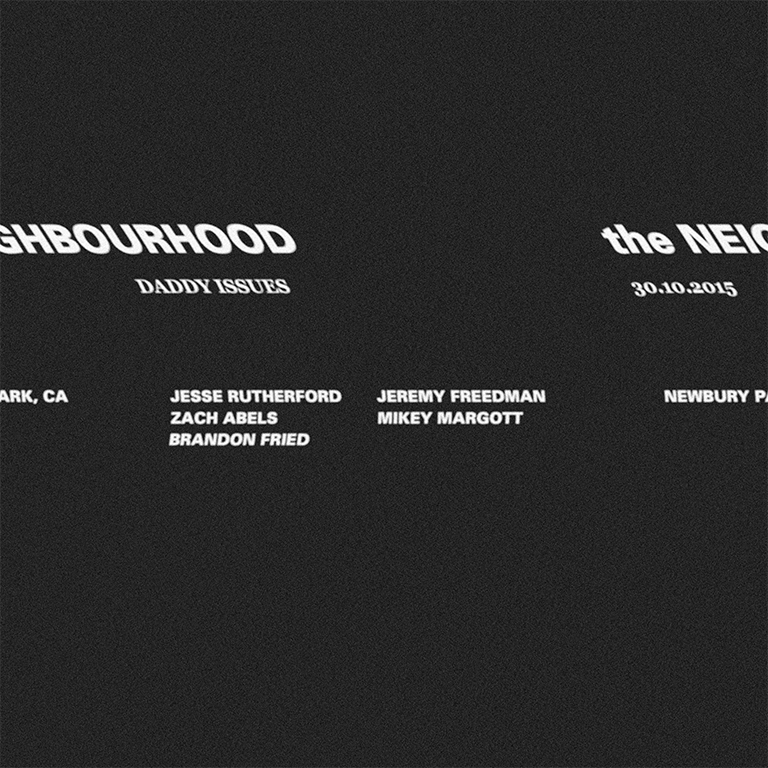 GHBOURHOOD
the NEIG
DADDY ISSUES
30.10.2015
ARK, CA
JESSE RUTHERFORD
JEREMY FREEDMAN
NEWBURY PA
ZACH ABELS
MIKEY MARGOTT
BRANDON FRIED